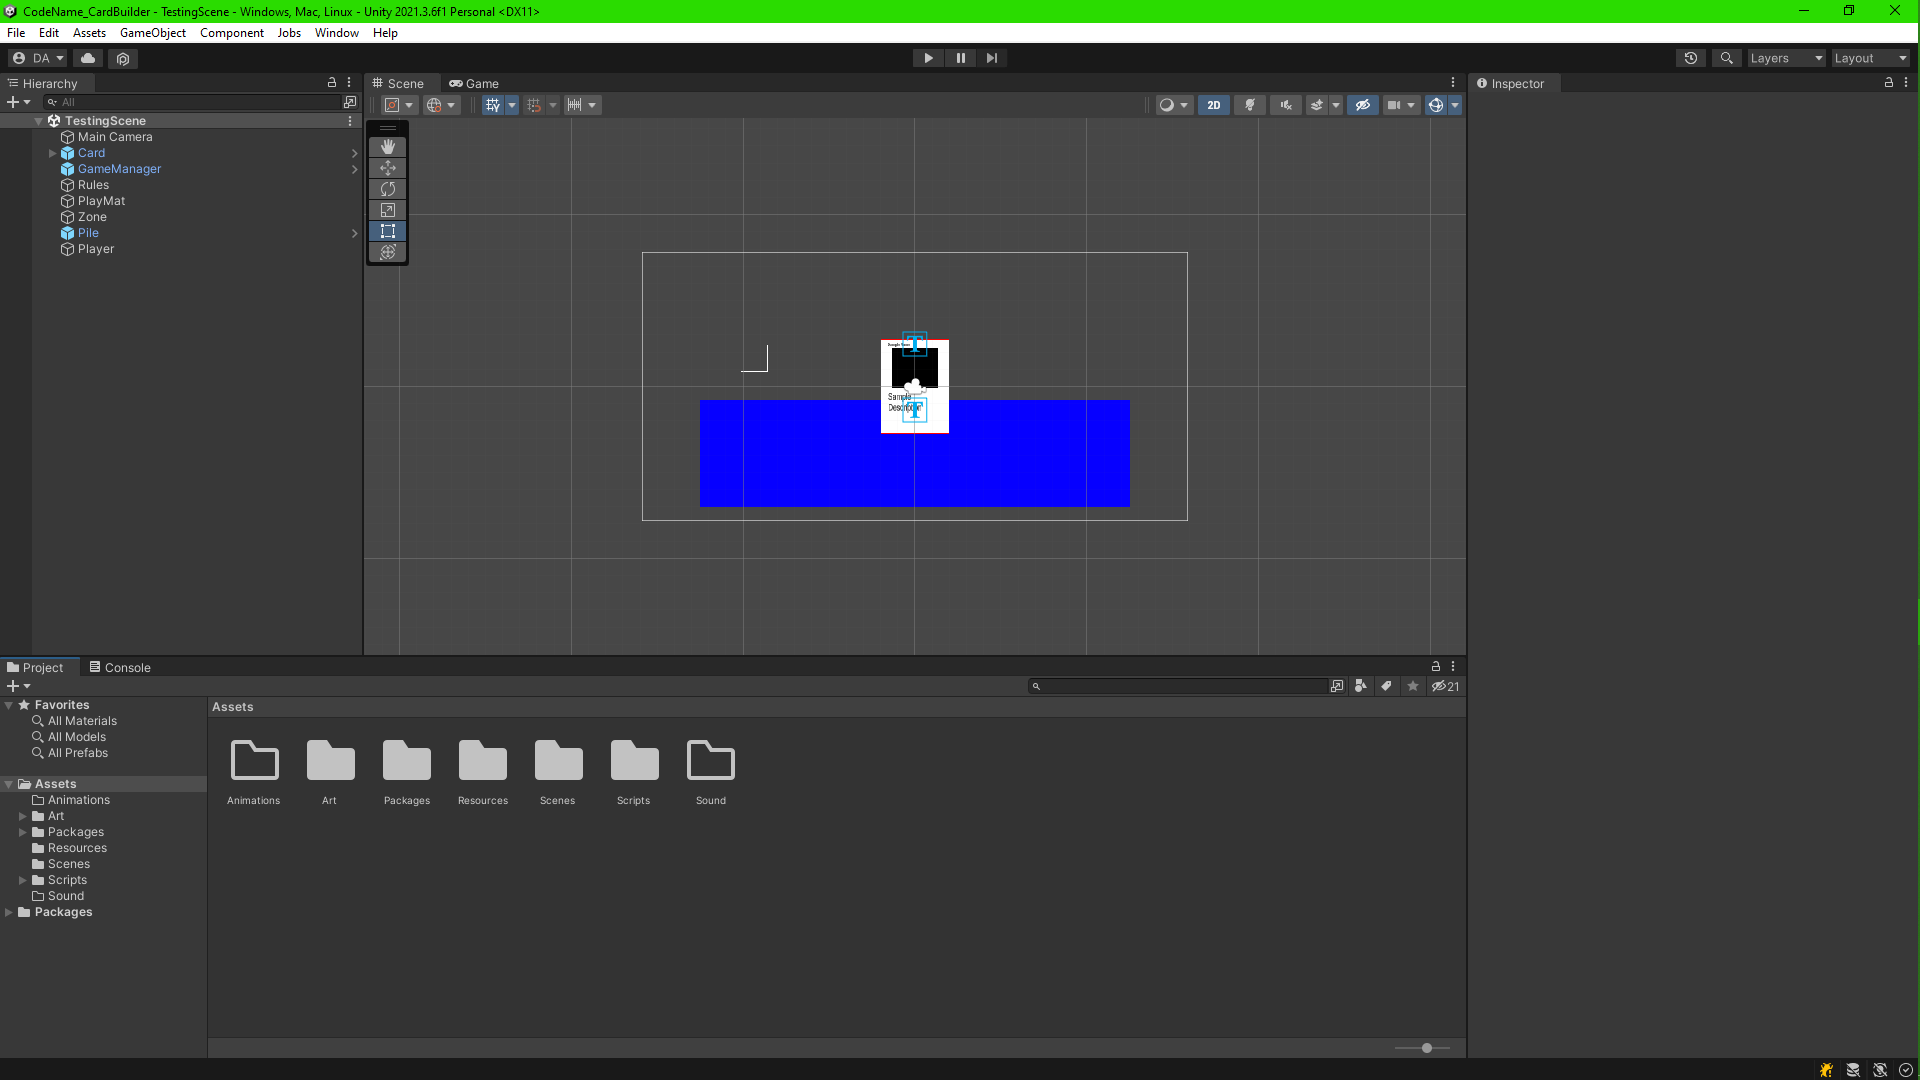 CodeName_CardBuilder - TestingScene - Windows, Mac, Linux - Unity 2021.3.6f1 Personal <DX11>
File Edit Assets GameObject Component Jobs Window Help
DA
Layers
Layout
Hierarchy
All
TestingScene
Main Camera
Card
GameManager
Rules
PlayMat
Zone
Pile
Player
Scene
Game
2D
Sample Name
T
Sample
Description
T
Inspector
Project
Console
21
Favorites
All Materials
All Models
All Prefabs
Assets
Animations
Art
Packages
Resources
Scenes
Scripts
Sound
Packages
Assets
Animations
Art
Packages
Resources
Scenes
Scripts
Sound